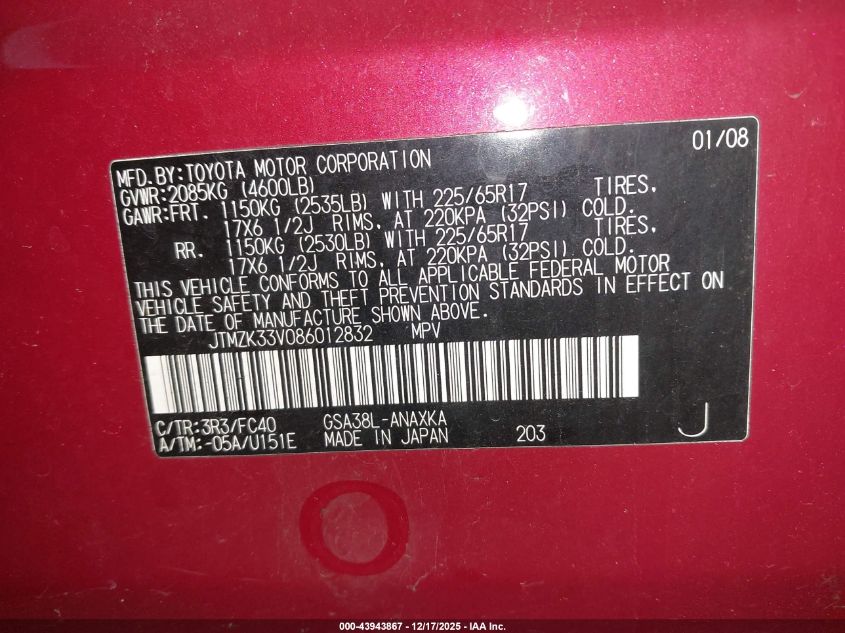 01/08
MFD.BY:TOYOTA MOTOR CORPORATION
GVWR:2085KG (4600LB)
GAWR:FRT. 1150KG (2535LB) WITH 225/65R17 TIRES,
17X6 1/2J RIMS, AT 220KPA (32PSI) COLD.
RR. 1150KG (2530LB) WITH 225/65R17 TIRES,
17X6 1/2J RIMS, AT 220KPA (32PSI) COLD.
THIS VEHICLE CONFORMS TO ALL APPLICABLE FEDERAL MOTOR
VEHICLE SAFETY AND THEFT PREVENTION STANDARDS IN EFFECT ON
THE DATE OF MANUFACTURE SHOWN ABOVE.
JTMZK33V086012832 MPV
C/TR:3R3/FC40 GSA38L-ANAXKA
A/TM:-05A/U151E MADE IN JAPAN 203 J
000-43943867 - 12/17/2025 - IAA Inc.